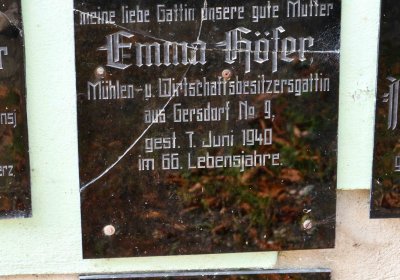 meine liebe Gattin unsere gute Mutter
Emma Höfer
Mühlen- u. Wirtschaftsbesitzersgattin
aus Gersdorf No 9,
gest. 7. Juni 1940
im 66. Lebensjahre.